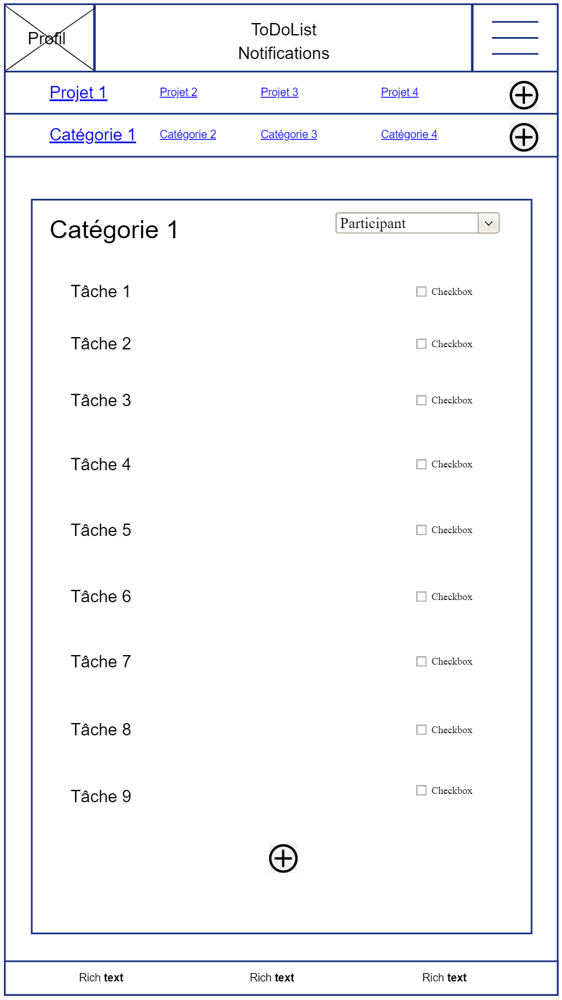 Profil
ToDoList
Notifications
Projet 1 Projet 2 Projet 3 Projet 4
Catégorie 1 Catégorie 2 Catégorie 3 Catégorie 4
Catégorie 1 Participant
Tâche 1 Checkbox
Tâche 2 Checkbox
Tâche 3 Checkbox
Tâche 4 Checkbox
Tâche 5 Checkbox
Tâche 6 Checkbox
Tâche 7 Checkbox
Tâche 8 Checkbox
Tâche 9 Checkbox
Rich text Rich text Rich text